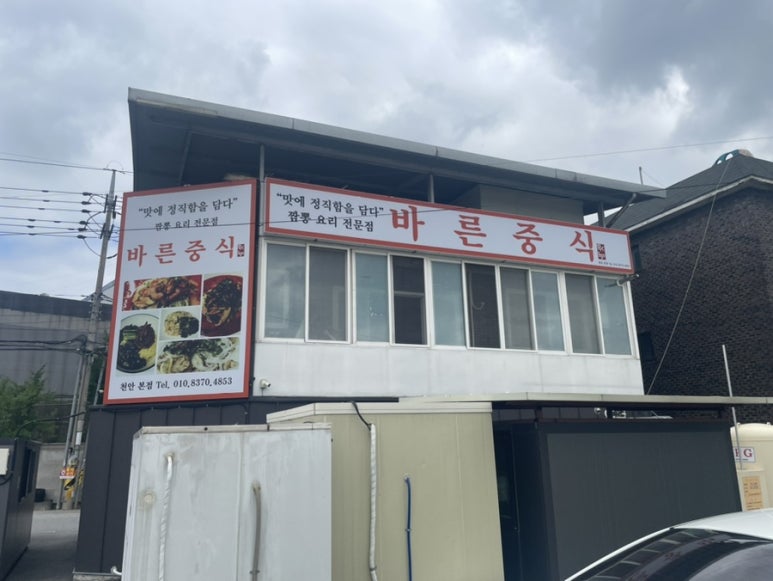 “맛에 정직함을 담다”
짬뽕 요리 전문점
바른중식
천안 본점 Tel. 010.8370.4853
“맛에 정직함을 담다”
짬뽕 요리 전문점
바른중식
G